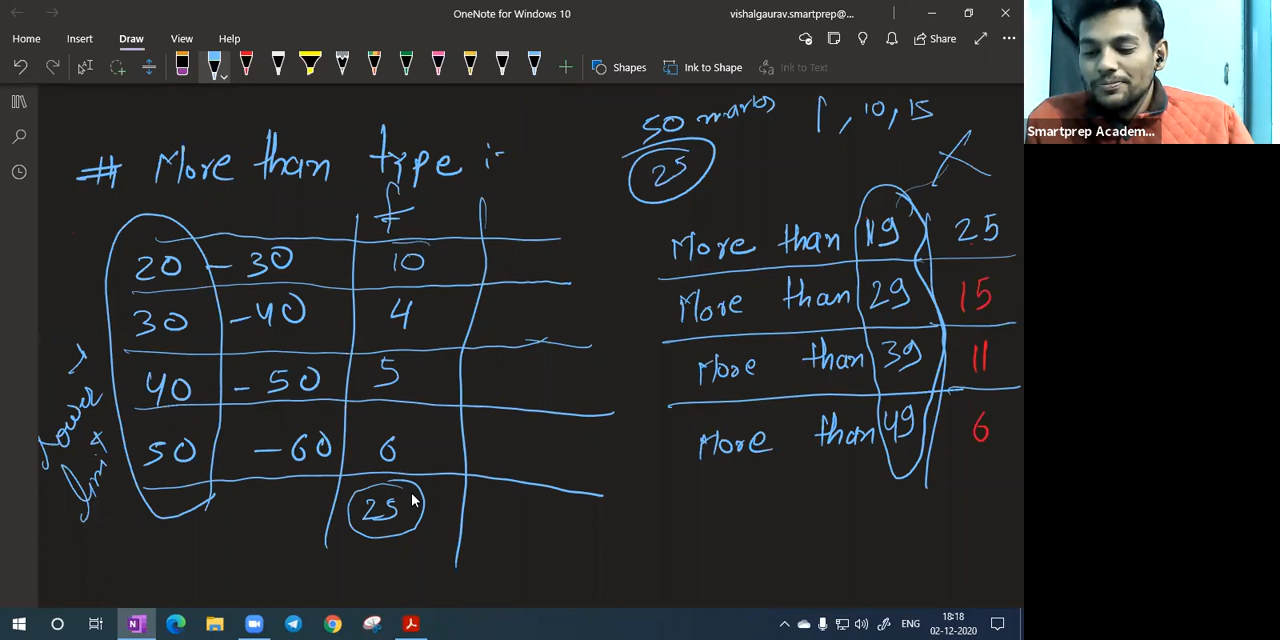 OneNote for Windows 10
vishalgaurav.smartprep@...
Home Insert Draw View Help
Share
Shapes Ink to Shape Ink to Text
Smartprep Academ...
50 marks
25
1, 10, 15
# More than type :-
f
20 - 30 10
30 - 40 4
40 - 50 5
50 - 60 6
25
Lower limit
More than 19 25
More than 29 15
More than 39 11
More than 49 6
ENG
18:18
02-12-2020